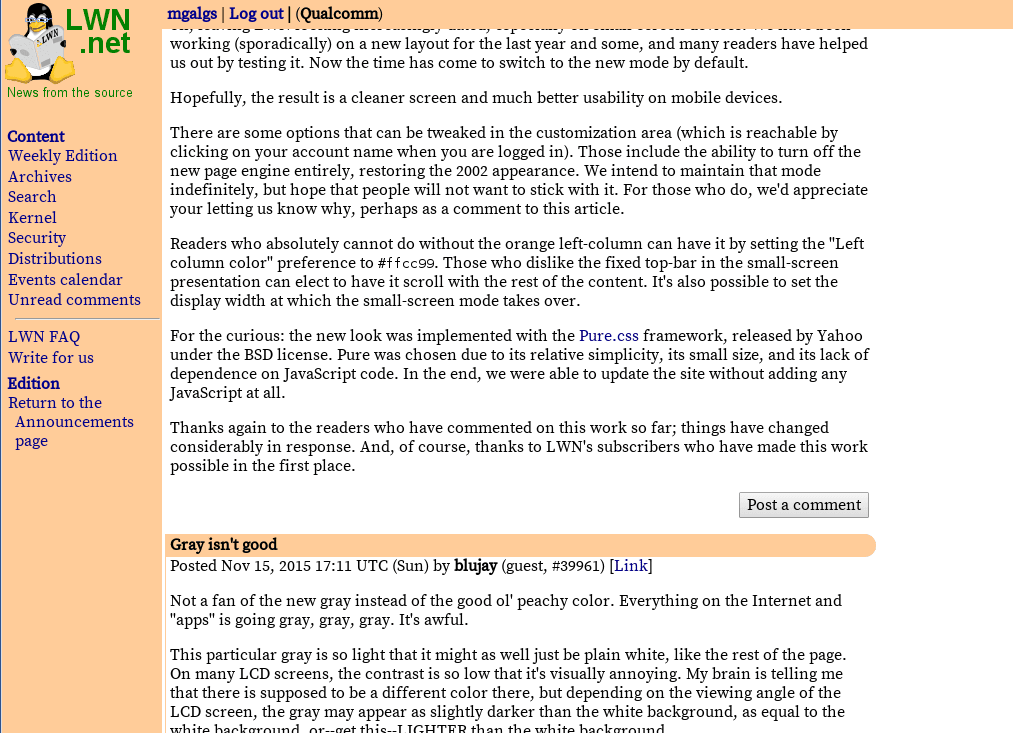 LWN
.net
News from the source
Content
Weekly Edition
Archives
Search
Kernel
Security
Distributions
Events calendar
Unread comments
LWN FAQ
Write for us
Edition
Return to the
Announcements
page
mgalgs | Log out | (Qualcomm)
working (sporadically) on a new layout for the last year and some, and many readers have helped
us out by testing it. Now the time has come to switch to the new mode by default.
Hopefully, the result is a cleaner screen and much better usability on mobile devices.
There are some options that can be tweaked in the customization area (which is reachable by
clicking on your account name when you are logged in). Those include the ability to turn off the
new page engine entirely, restoring the 2002 appearance. We intend to maintain that mode
indefinitely, but hope that people will not want to stick with it. For those who do, we'd appreciate
your letting us know why, perhaps as a comment to this article.
Readers who absolutely cannot do without the orange left-column can have it by setting the "Left
column color" preference to #ffcc99. Those who dislike the fixed top-bar in the small-screen
presentation can elect to have it scroll with the rest of the content. It's also possible to set the
display width at which the small-screen mode takes over.
For the curious: the new look was implemented with the Pure.css framework, released by Yahoo
under the BSD license. Pure was chosen due to its relative simplicity, its small size, and its lack of
dependence on JavaScript code. In the end, we were able to update the site without adding any
JavaScript at all.
Thanks again to the readers who have commented on this work so far; things have changed
considerably in response. And, of course, thanks to LWN's subscribers who have made this work
possible in the first place.
Post a comment
Gray isn't good
Posted Nov 15, 2015 17:11 UTC (Sun) by blujay (guest, #39961) [Link]
Not a fan of the new gray instead of the good ol' peachy color. Everything on the Internet and
"apps" is going gray, gray, gray. It's awful.
This particular gray is so light that it might as well just be plain white, like the rest of the page.
On many LCD screens, the contrast is so low that it's visually annoying. My brain is telling me
that there is supposed to be a different color there, but depending on the viewing angle of the
LCD screen, the gray may appear as slightly darker than the white background, as equal to the
white background, or--get this--LIGHTER than the white background.